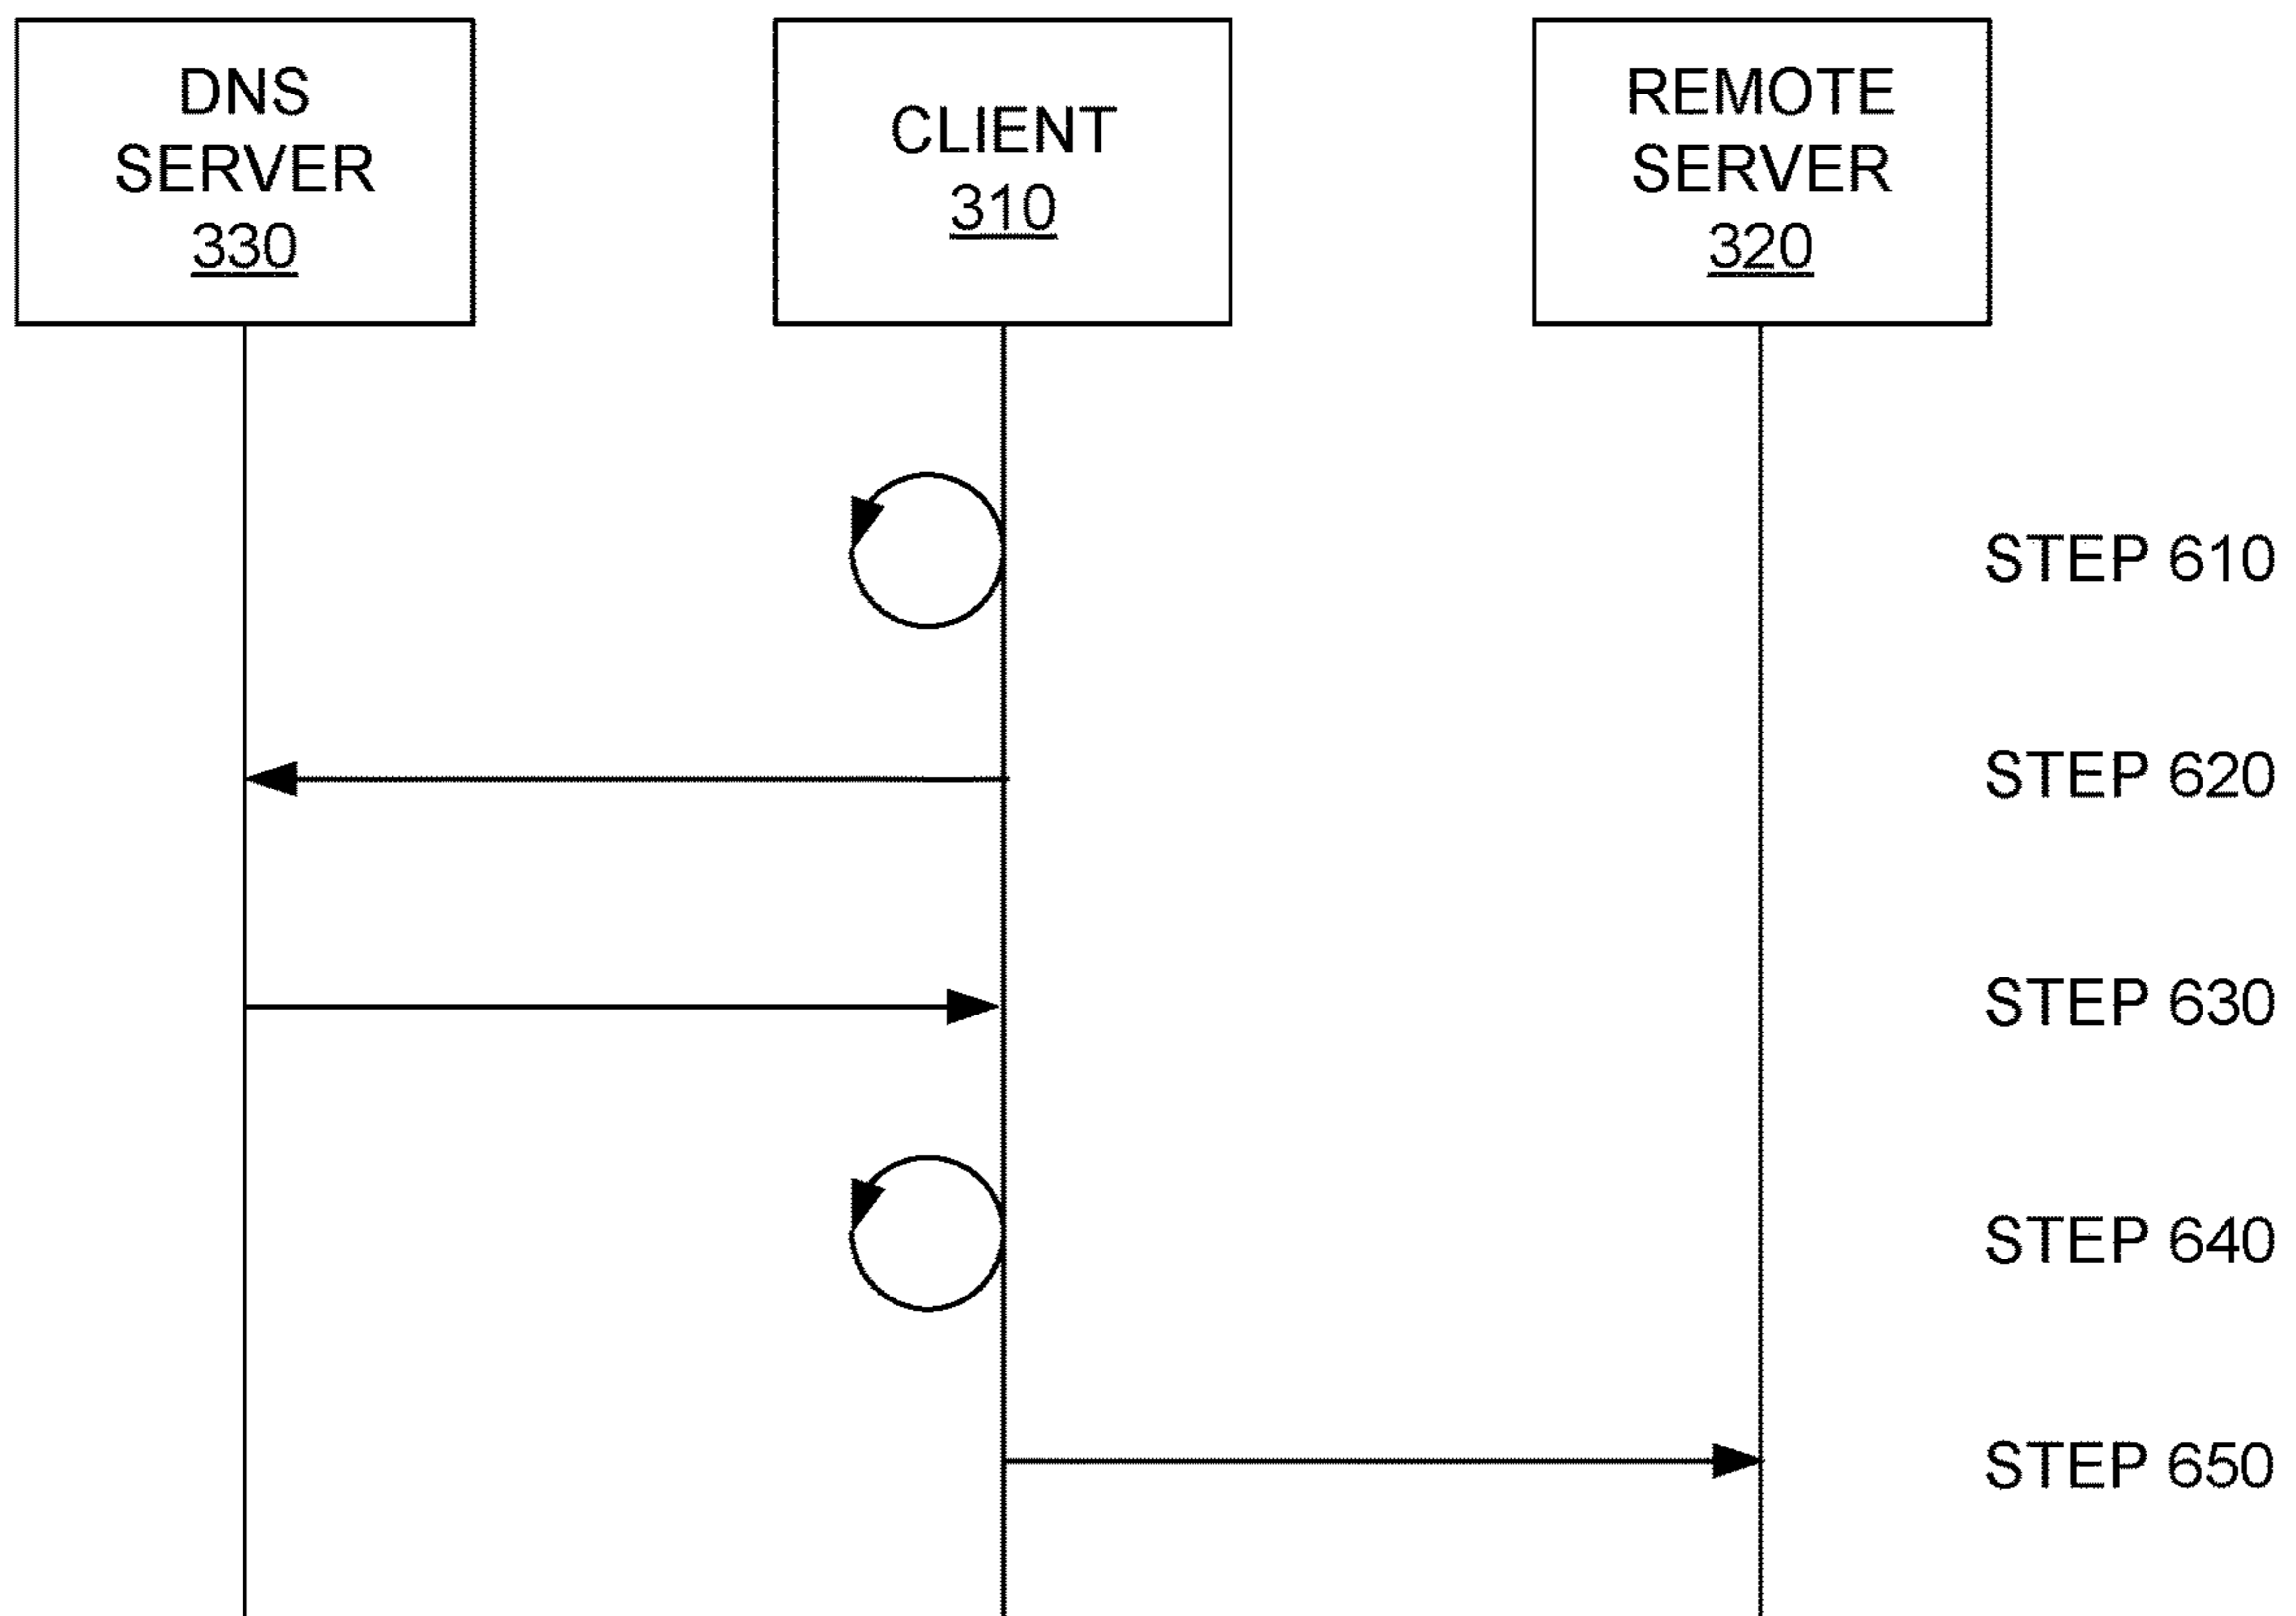 DNS
SERVER
330
CLIENT
310
REMOTE
SERVER
320
STEP 610
STEP 620
STEP 630
STEP 640
STEP 650